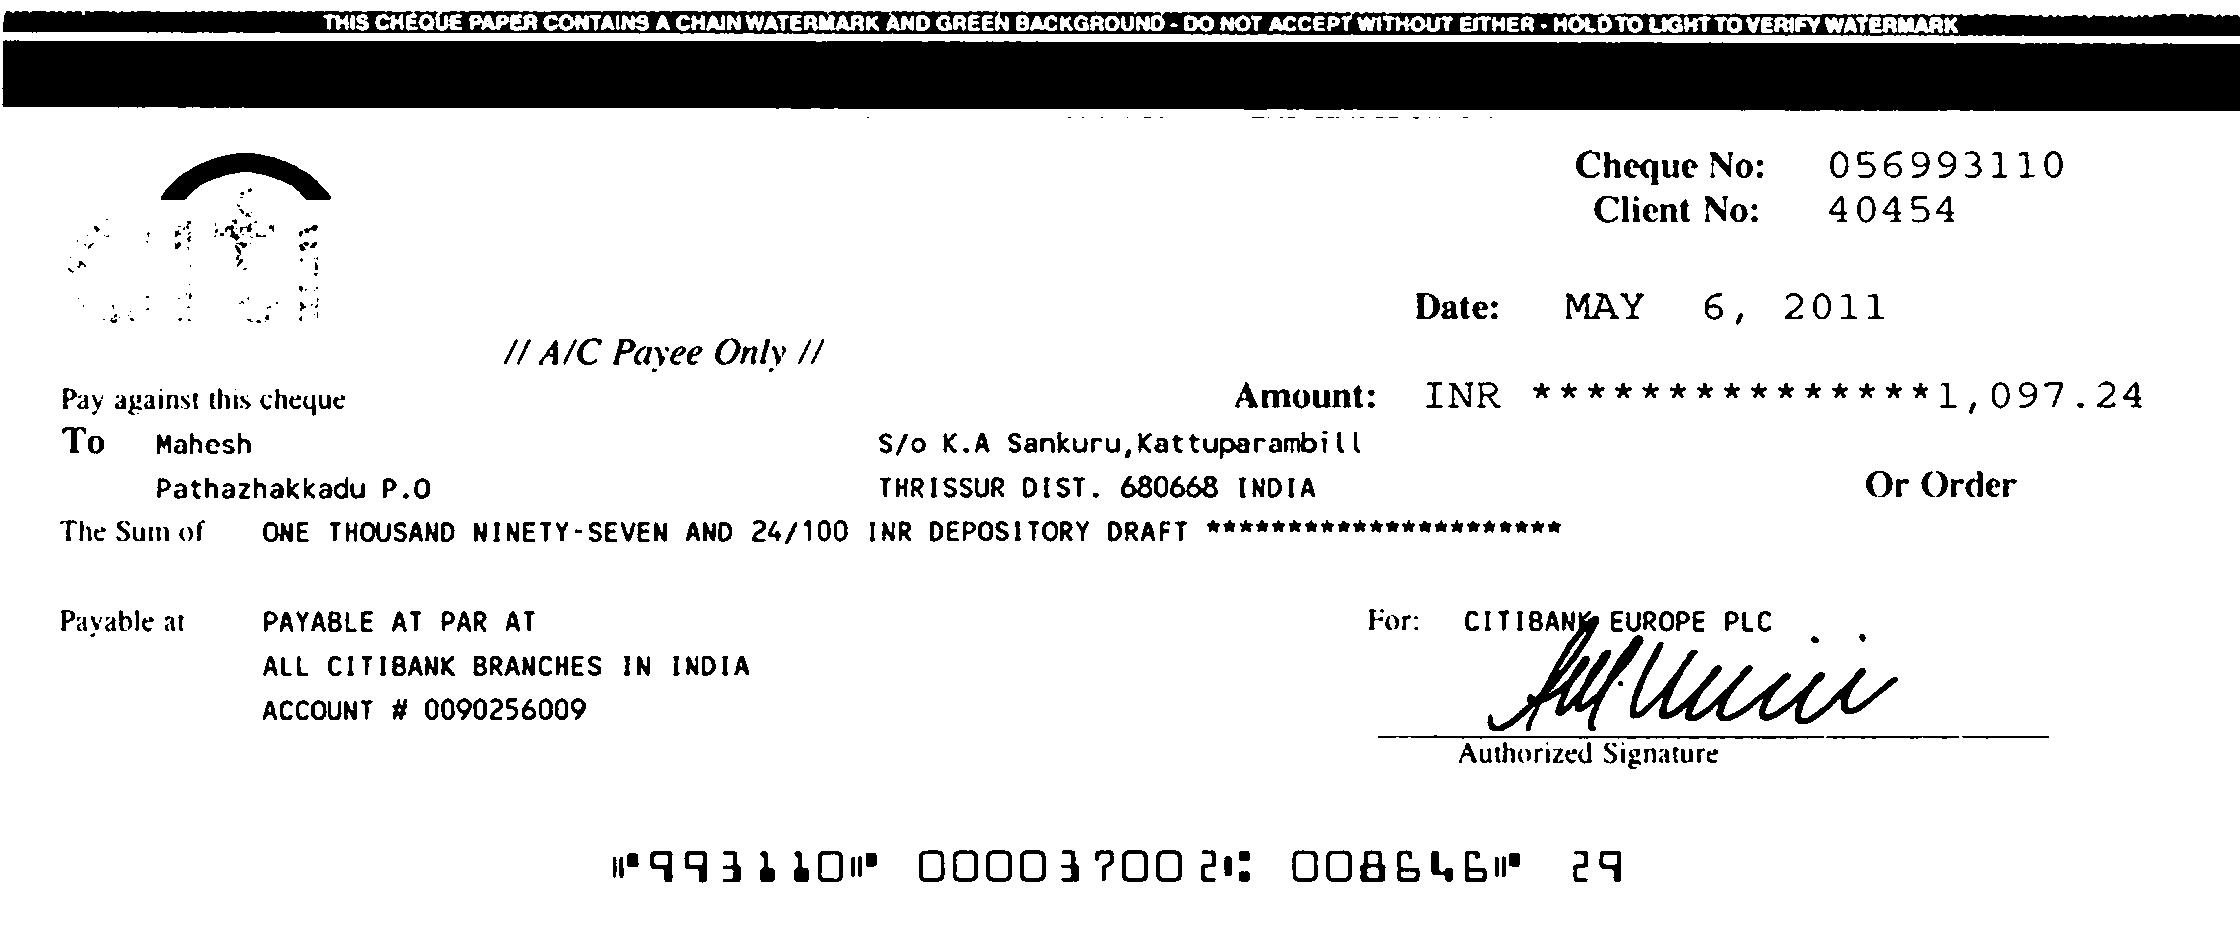 THIS CHEQUE PAPER CONTAINS A CHAIN WATERMARK AND GREEN BACKGROUND - DO NOT ACCEPT WITHOUT EITHER - HOLD TO LIGHT TO VERIFY WATERMARK
citi
Cheque No: 056993110
Client No: 40454
Date: MAY 6, 2011
// A/C Payee Only //
Pay against this cheque
Amount: INR ***************1,097.24
To Mahesh S/o K.A Sankuru,Kattuparambill
Pathazhakkadu P.O THRISSUR DIST. 680668 INDIA Or Order
The Sum of ONE THOUSAND NINETY-SEVEN AND 24/100 INR DEPOSITORY DRAFT **********************
Payable at PAYABLE AT PAR AT For: CITIBANK EUROPE PLC
ALL CITIBANK BRANCHES IN INDIA
ACCOUNT # 0090256009
Authorized Signature
⑈993110⑈ 000037002⑆ 008646⑈ 29